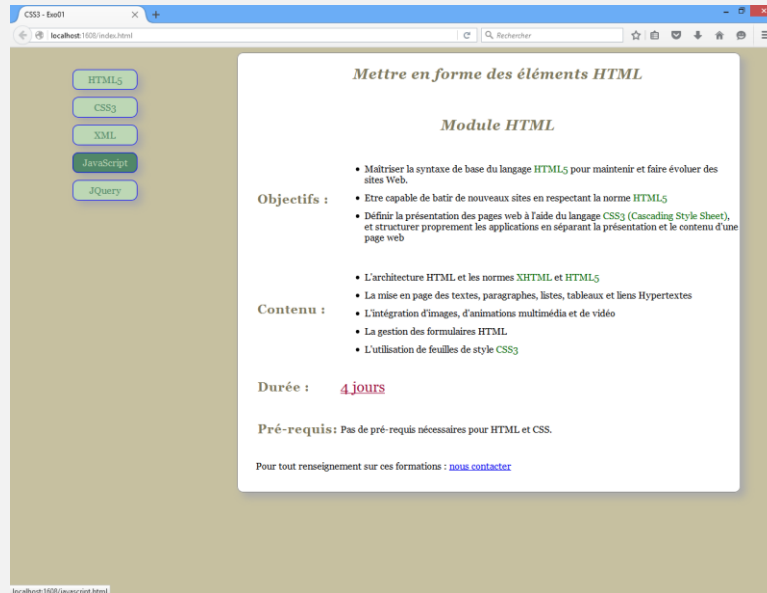 CSS3 - Exo01
localhost:1608/index.html
Rechercher
HTML5
CSS3
XML
JavaScript
JQuery
Mettre en forme des éléments HTML
Module HTML
Objectifs :
Maîtriser la syntaxe de base du langage HTML5 pour maintenir et faire évoluer des
sites Web.
Etre capable de batir de nouveaux sites en respectant la norme HTML5
Définir la présentation des pages web à l'aide du langage CSS3 (Cascading Style Sheet),
et structurer proprement les applications en séparant la présentation et le contenu d'une
page web
Contenu :
L'architecture HTML et les normes XHTML et HTML5
La mise en page des textes, paragraphes, listes, tableaux et liens Hypertextes
L'intégration d'images, d'animations multimédia et de vidéo
La gestion des formulaires HTML
L'utilisation de feuilles de style CSS3
Durée : 4 jours
Pré-requis: Pas de pré-requis nécessaires pour HTML et CSS.
Pour tout renseignement sur ces formations : nous contacter
localhost:1608/javascript.html